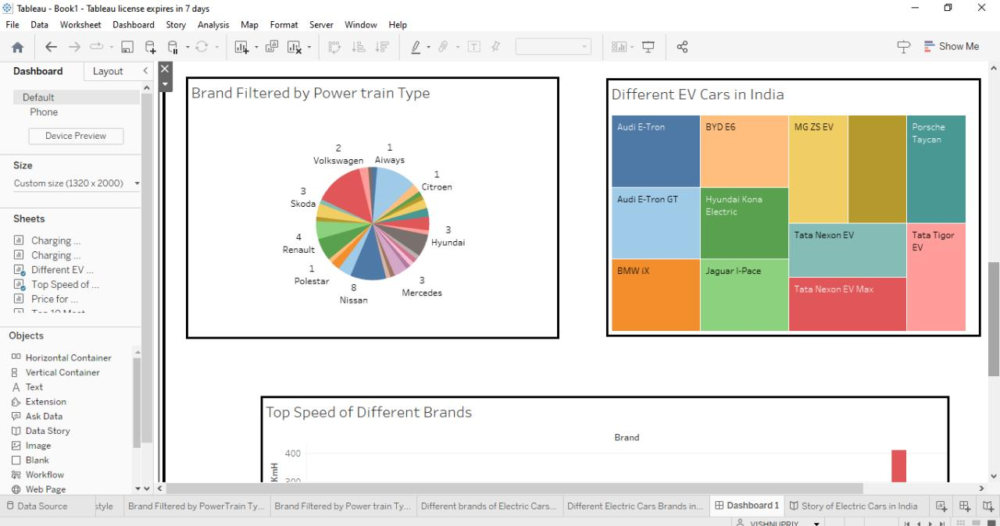 Tableau - Book1 - Tableau license expires in 7 days
File Data Worksheet Dashboard Story Analysis Map Format Server Window Help
Show Me
Dashboard Layout
Default
Phone
Device Preview
Size
Custom size (1320 x 2000)
Sheets
Charging ...
Charging ...
Different EV ...
Top Speed of ...
Price for ...
Top 10 Most
Objects
Horizontal Container
Vertical Container
Text
Extension
Ask Data
Data Story
Image
Blank
Workflow
Web Page
Brand Filtered by Power train Type
2
Volkswagen
1
Aiways
1
Citroen
3
Skoda
3
Hyundai
4
Renault
1
Polestar
3
Mercedes
8
Nissan
Different EV Cars in India
Audi E-Tron
BYD E6
MG ZS EV
Porsche
Taycan
Audi E-Tron GT
Hyundai Kona
Electric
Tata Nexon EV
Tata Tigor
EV
BMW iX
Jaguar I-Pace
Tata Nexon EV Max
Top Speed of Different Brands
Brand
400
KmH
300
Data Source
style
Brand Filtered by PowerTrain Ty...
Brand Filtered by Power train Ty...
Different brands of Electric Cars...
Different Electric Cars Brands in...
Dashboard 1
Story of Electric Cars in India
VISHNUPRIY